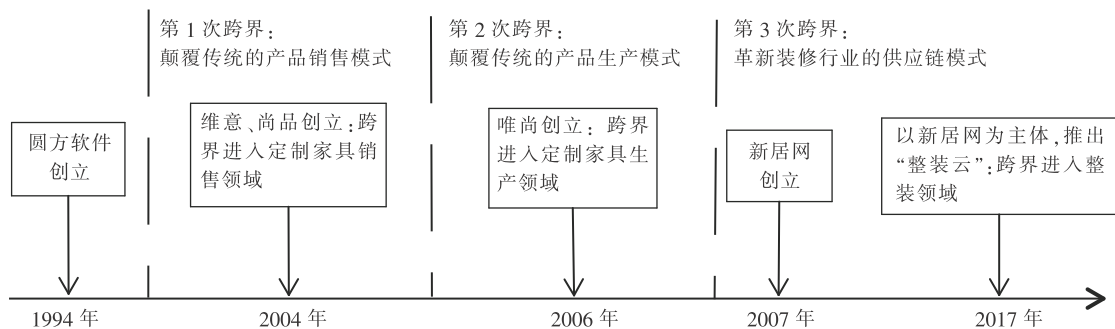 第 1 次跨界：
颠覆传统的产品销售模式
第 2 次跨界：
颠覆传统的产品生产模式
第 3 次跨界：
革新装修行业的供应链模式
圆方软件
创立
维意、尚品创立：跨
界进入定制家具销
售领域
唯尚创立：跨界
进入定制家具生
产领域
新居网
创立
以新居网为主体，推出
“整装云”：跨界进入整
装领域
1994 年
2004 年
2006 年
2007 年
2017 年